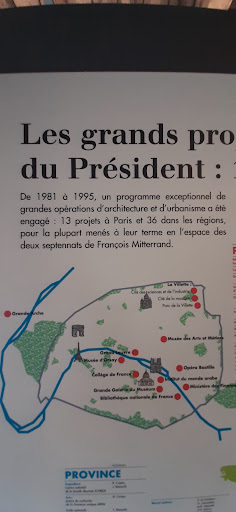 Les grands pro
du Président :
De 1981 à 1995, un programme exceptionnel de
grandes opérations d'architecture et d'urbanisme a été
engagé : 13 projets à Paris et 36 dans les régions,
pour la plupart menés à leur terme en l'espace des
deux septennats de François Mitterrand.
La Villette :
Cité des sciences et de l'industrie
Cité de la musique
Parc de la Villette
Grande Arche
Musée des Arts et Métiers
Grand Louvre
Musée d'Orsay
Opéra Bastille
Collège de France
Institut du monde arabe
Grande Galerie du Muséum
Ministère des Finances
Bibliothèque nationale de France
PROVINCE